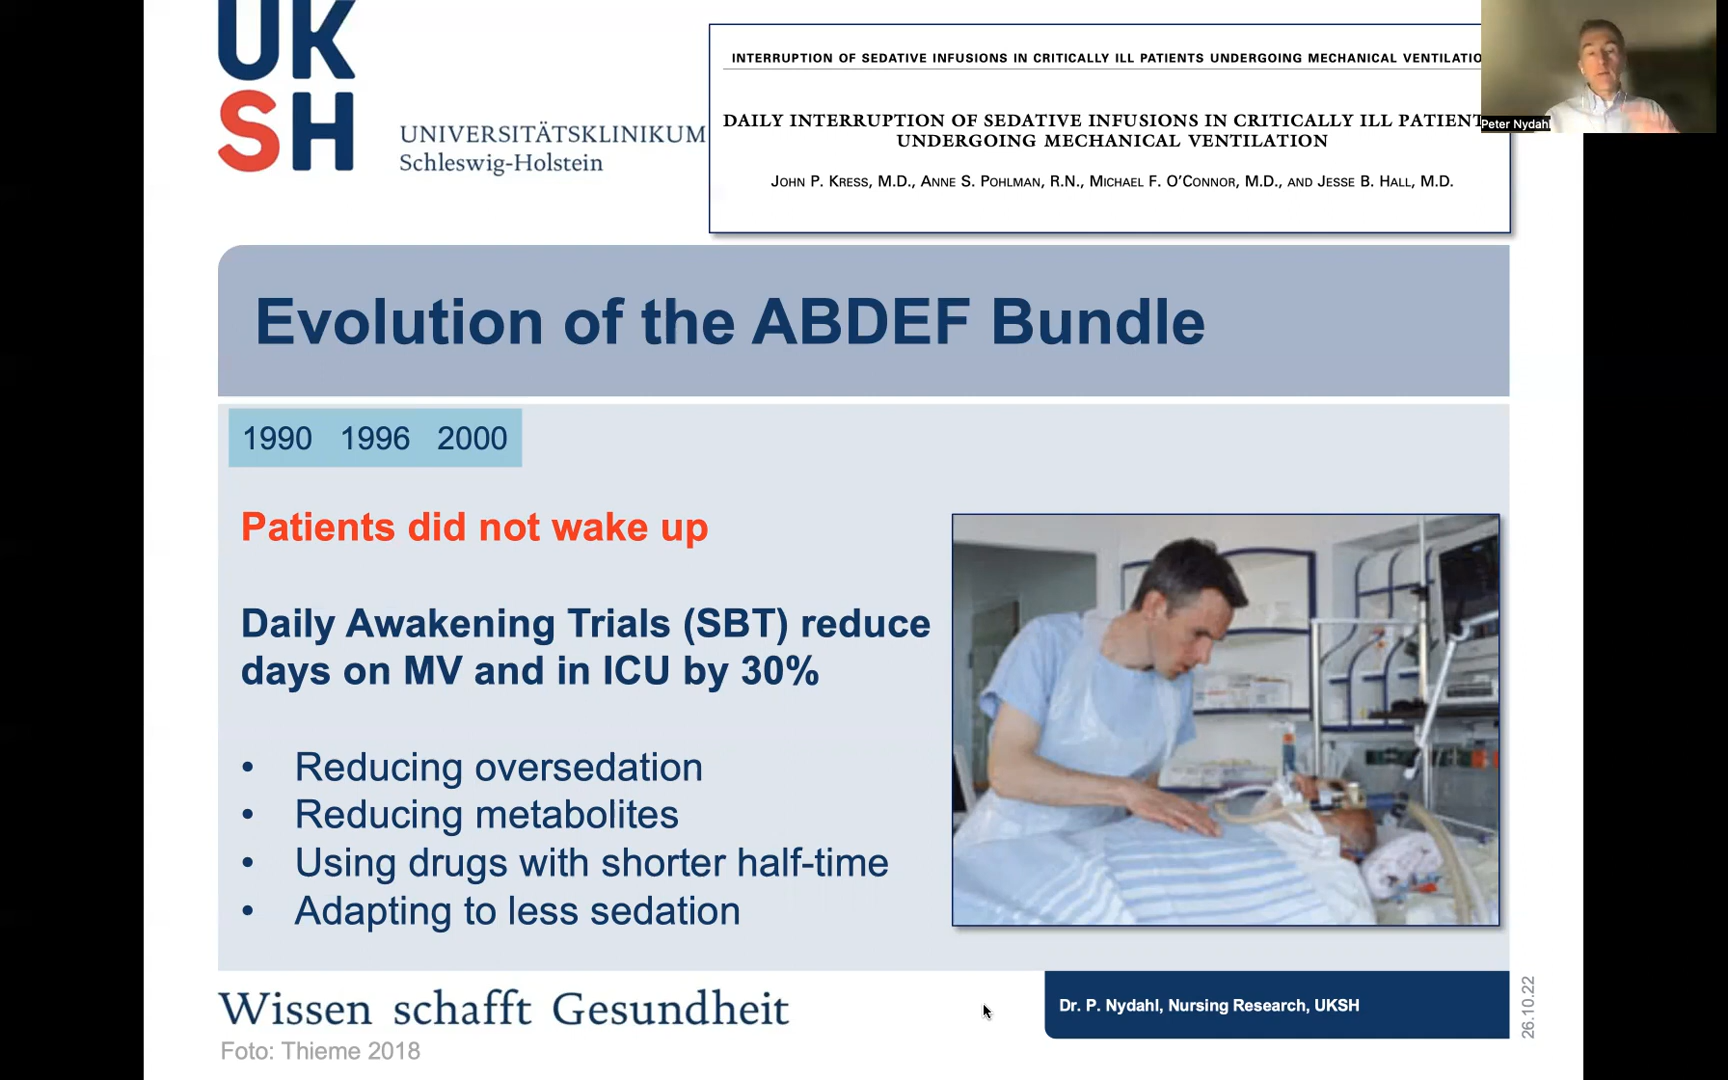 UK
SH
UNIVERSITÄTSKLINIKUM
Schleswig-Holstein
INTERRUPTION OF SEDATIVE INFUSIONS IN CRITICALLY ILL PATIENTS UNDERGOING MECHANICAL VENTILATIO
DAILY INTERRUPTION OF SEDATIVE INFUSIONS IN CRITICALLY ILL PATIENT
UNDERGOING MECHANICAL VENTILATION
JOHN P. KRESS, M.D., ANNE S. POHLMAN, R.N., MICHAEL F. O'CONNOR, M.D., AND JESSE B. HALL, M.D.
Peter Nydahl
Evolution of the ABDEF Bundle
1990 1996 2000
Patients did not wake up
Daily Awakening Trials (SBT) reduce
days on MV and in ICU by 30%
• Reducing oversedation
• Reducing metabolites
• Using drugs with shorter half-time
• Adapting to less sedation
Wissen schafft Gesundheit
Dr. P. Nydahl, Nursing Research, UKSH
26.10.22
Foto: Thieme 2018